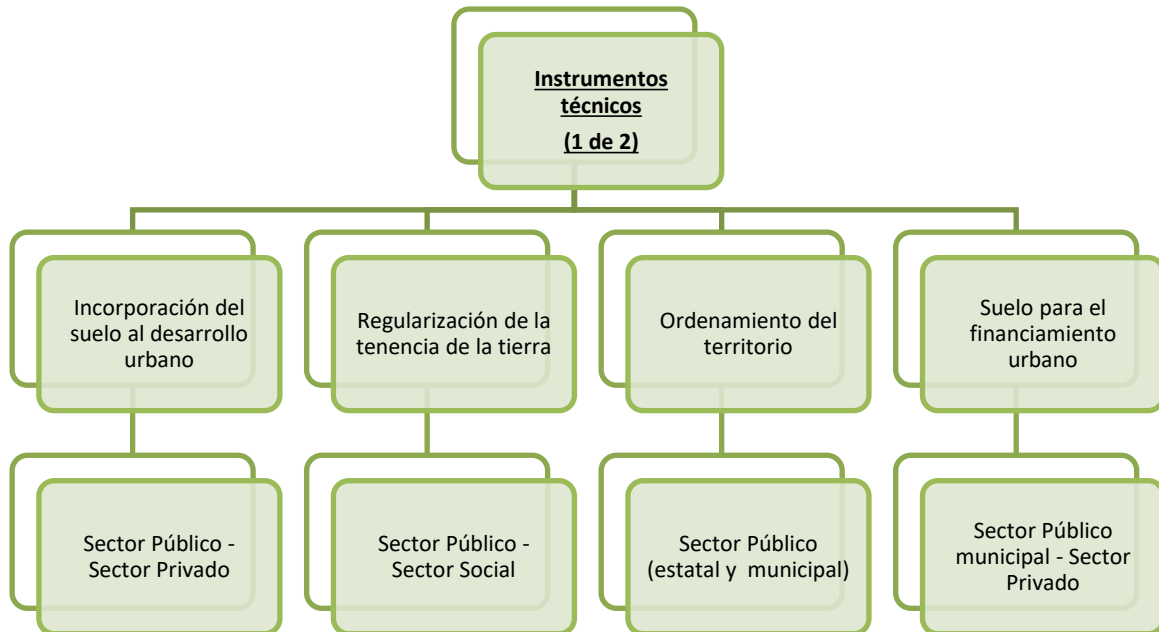 Instrumentos
técnicos
(1 de 2)
Incorporación del
suelo al desarrollo
urbano
Regularización de la
tenencia de la tierra
Ordenamiento del
territorio
Suelo para el
financiamiento
urbano
Sector Público -
Sector Privado
Sector Público -
Sector Social
Sector Público
(estatal y  municipal)
Sector Público
municipal - Sector
Privado